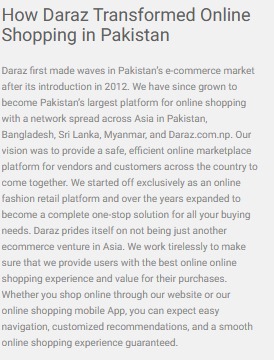 How Daraz Transformed Online
Shopping in Pakistan
Daraz first made waves in Pakistan's e-commerce market
after its introduction in 2012. We have since grown to
become Pakistan's largest platform for online shopping
with a network spread across Asia in Pakistan,
Bangladesh, Sri Lanka, Myanmar, and Daraz.com.np. Our
vision was to provide a safe, efficient online marketplace
platform for vendors and customers across the country to
come together. We started off exclusively as an online
fashion retail platform and over the years expanded to
become a complete one-stop solution for all your buying
needs. Daraz prides itself on not being just another
ecommerce venture in Asia. We work tirelessly to make
sure that we provide users with the best online online
shopping experience and value for their purchases.
Whether you shop online through our website or our
online shopping mobile App, you can expect easy
navigation, customized recommendations, and a smooth
online shopping experience guaranteed.